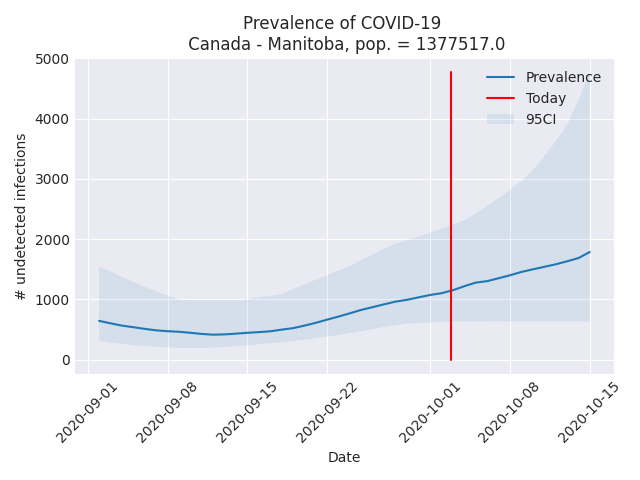 Prevalence of COVID-19
Canada - Manitoba, pop. = 1377517.0
5000
4000
3000
2000
1000
0
# undetected infections
Prevalence
Today
95CI
2020-09-01
2020-09-08
2020-09-15
2020-09-22
2020-10-01
2020-10-08
2020-10-15
Date